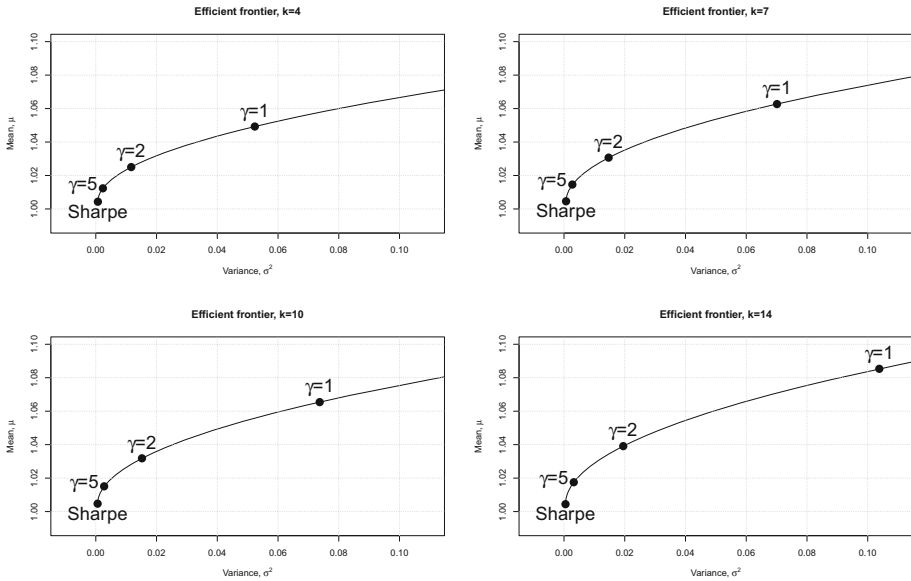 Efficient frontier, k=4
Mean, μ
1.00 1.02 1.04 1.06 1.08 1.10
γ=1
γ=2
γ=5
Sharpe
0.00 0.02 0.04 0.06 0.08 0.10
Variance, σ²
Efficient frontier, k=7
Mean, μ
1.00 1.02 1.04 1.06 1.08 1.10
γ=1
γ=2
γ=5
Sharpe
0.00 0.02 0.04 0.06 0.08 0.10
Variance, σ²
Efficient frontier, k=10
Mean, μ
1.00 1.02 1.04 1.06 1.08 1.10
γ=1
γ=2
γ=5
Sharpe
0.00 0.02 0.04 0.06 0.08 0.10
Variance, σ²
Efficient frontier, k=14
Mean, μ
1.00 1.02 1.04 1.06 1.08 1.10
γ=1
γ=2
γ=5
Sharpe
0.00 0.02 0.04 0.06 0.08 0.10
Variance, σ²